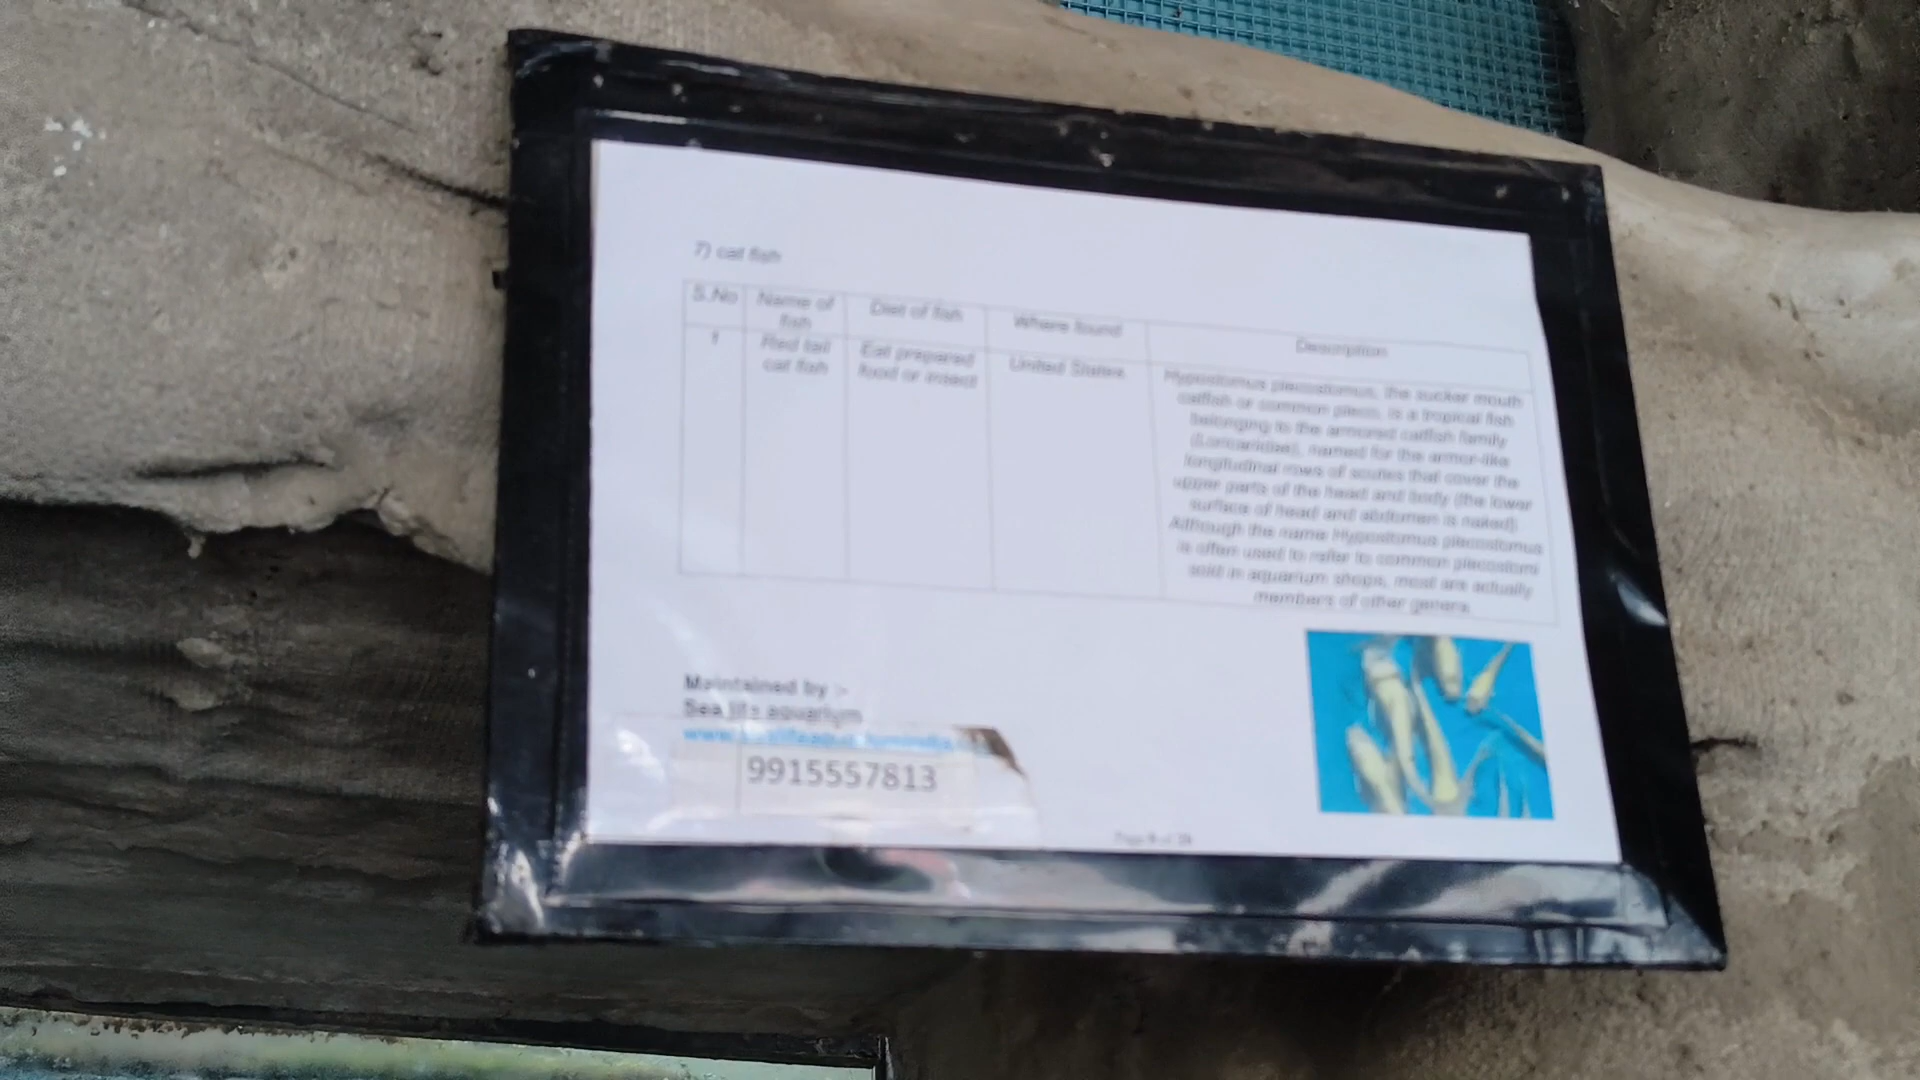 7) cat fish
S.No
Name of
fish
Diet of fish
Where found
Description
1
Red tail
cat fish
Eat prepared
food or insect
United States
Hypostomus plecostomus, the sucker mouth
catfish or common pleco, is a tropical fish
belonging to the armored catfish family
(Loricariidae), named for the armor-like
longitudinal rows of scutes that cover the
upper parts of the head and body (the lower
surface of head and abdomen is naked).
Although the name Hypostomus plecostomus
is often used to refer to common plecostomi
sold in aquarium shops, most are actually
members of other genera.
Maintained by :-
Sea life aquarium
9915557813